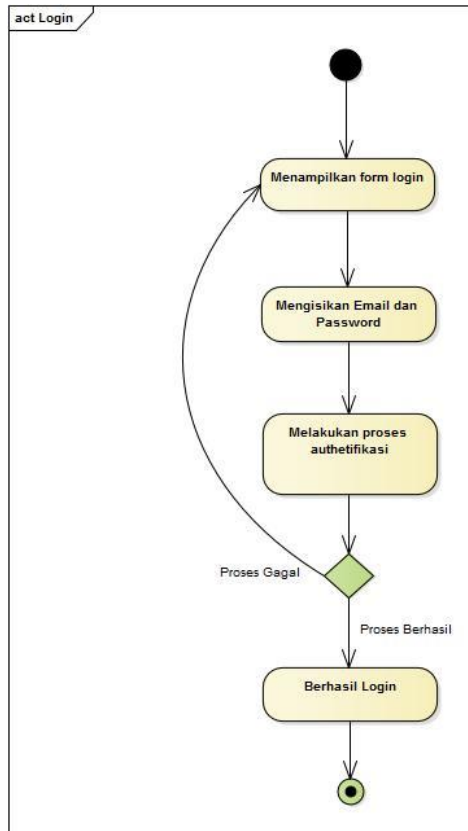 act Login
Menampilkan form login
Mengisikan Email dan
Password
Melakukan proses
authetifikasi
Proses Gagal
Proses Berhasil
Berhasil Login